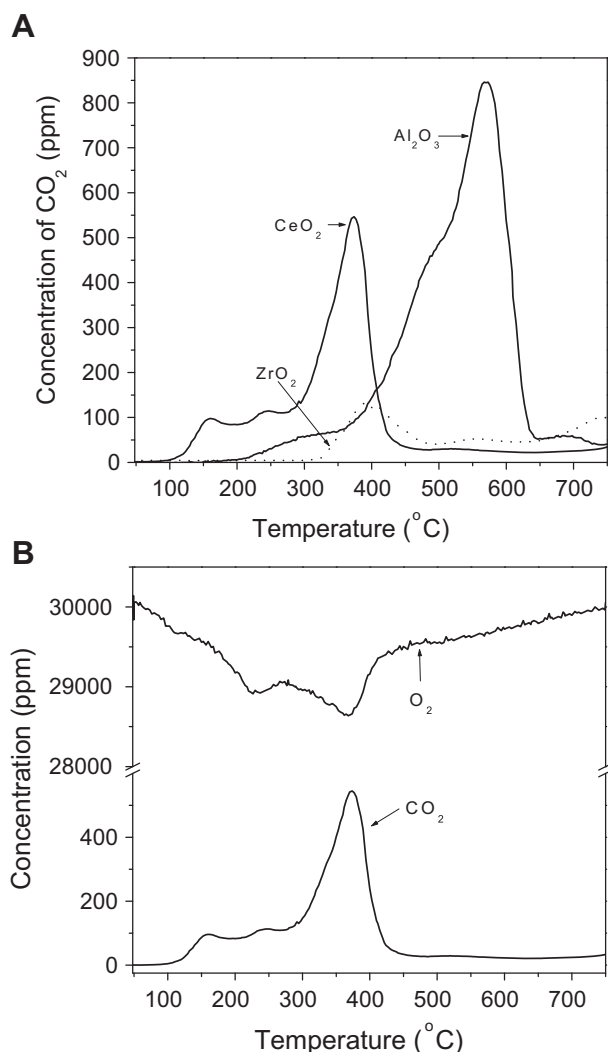 A
900
800
700
600
500
400
300
200
100
0
Concentration of CO₂ (ppm)
Al₂O₃
CeO₂
ZrO₂
100 200 300 400 500 600 700
Temperature (°C)
B
30000
29000
28000
400
200
0
Concentration (ppm)
O₂
CO₂
100 200 300 400 500 600 700
Temperature (°C)